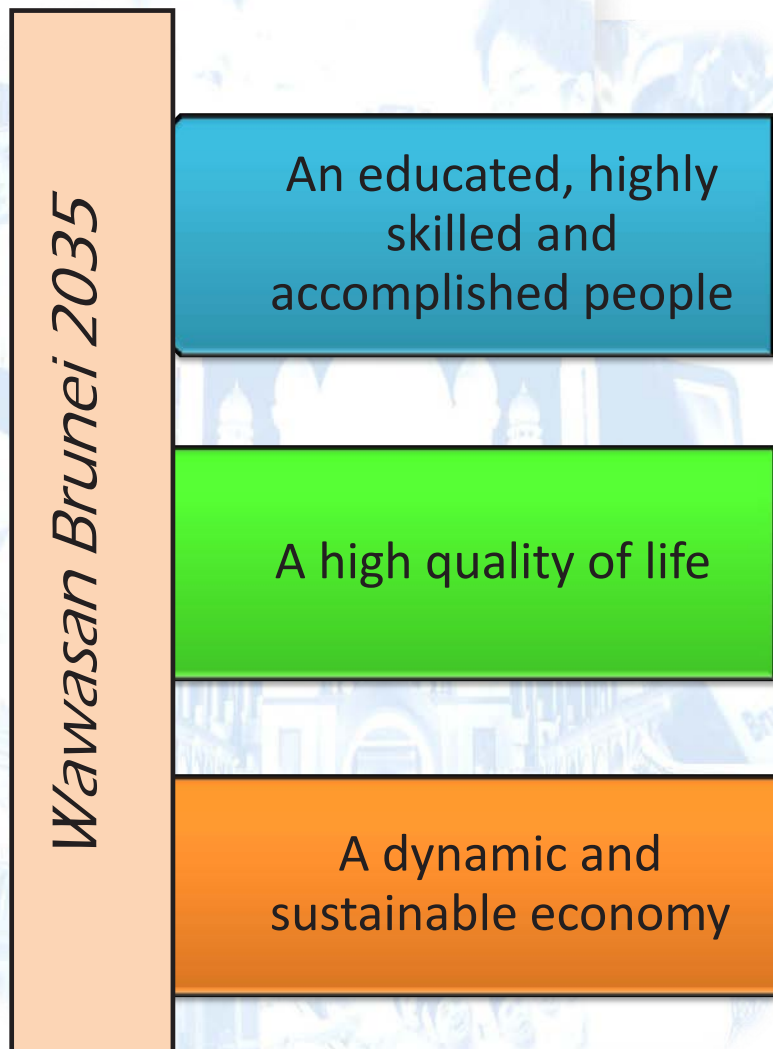 Wawasan Brunei 2035
An educated, highly
skilled and
accomplished people
A high quality of life
A dynamic and
sustainable economy